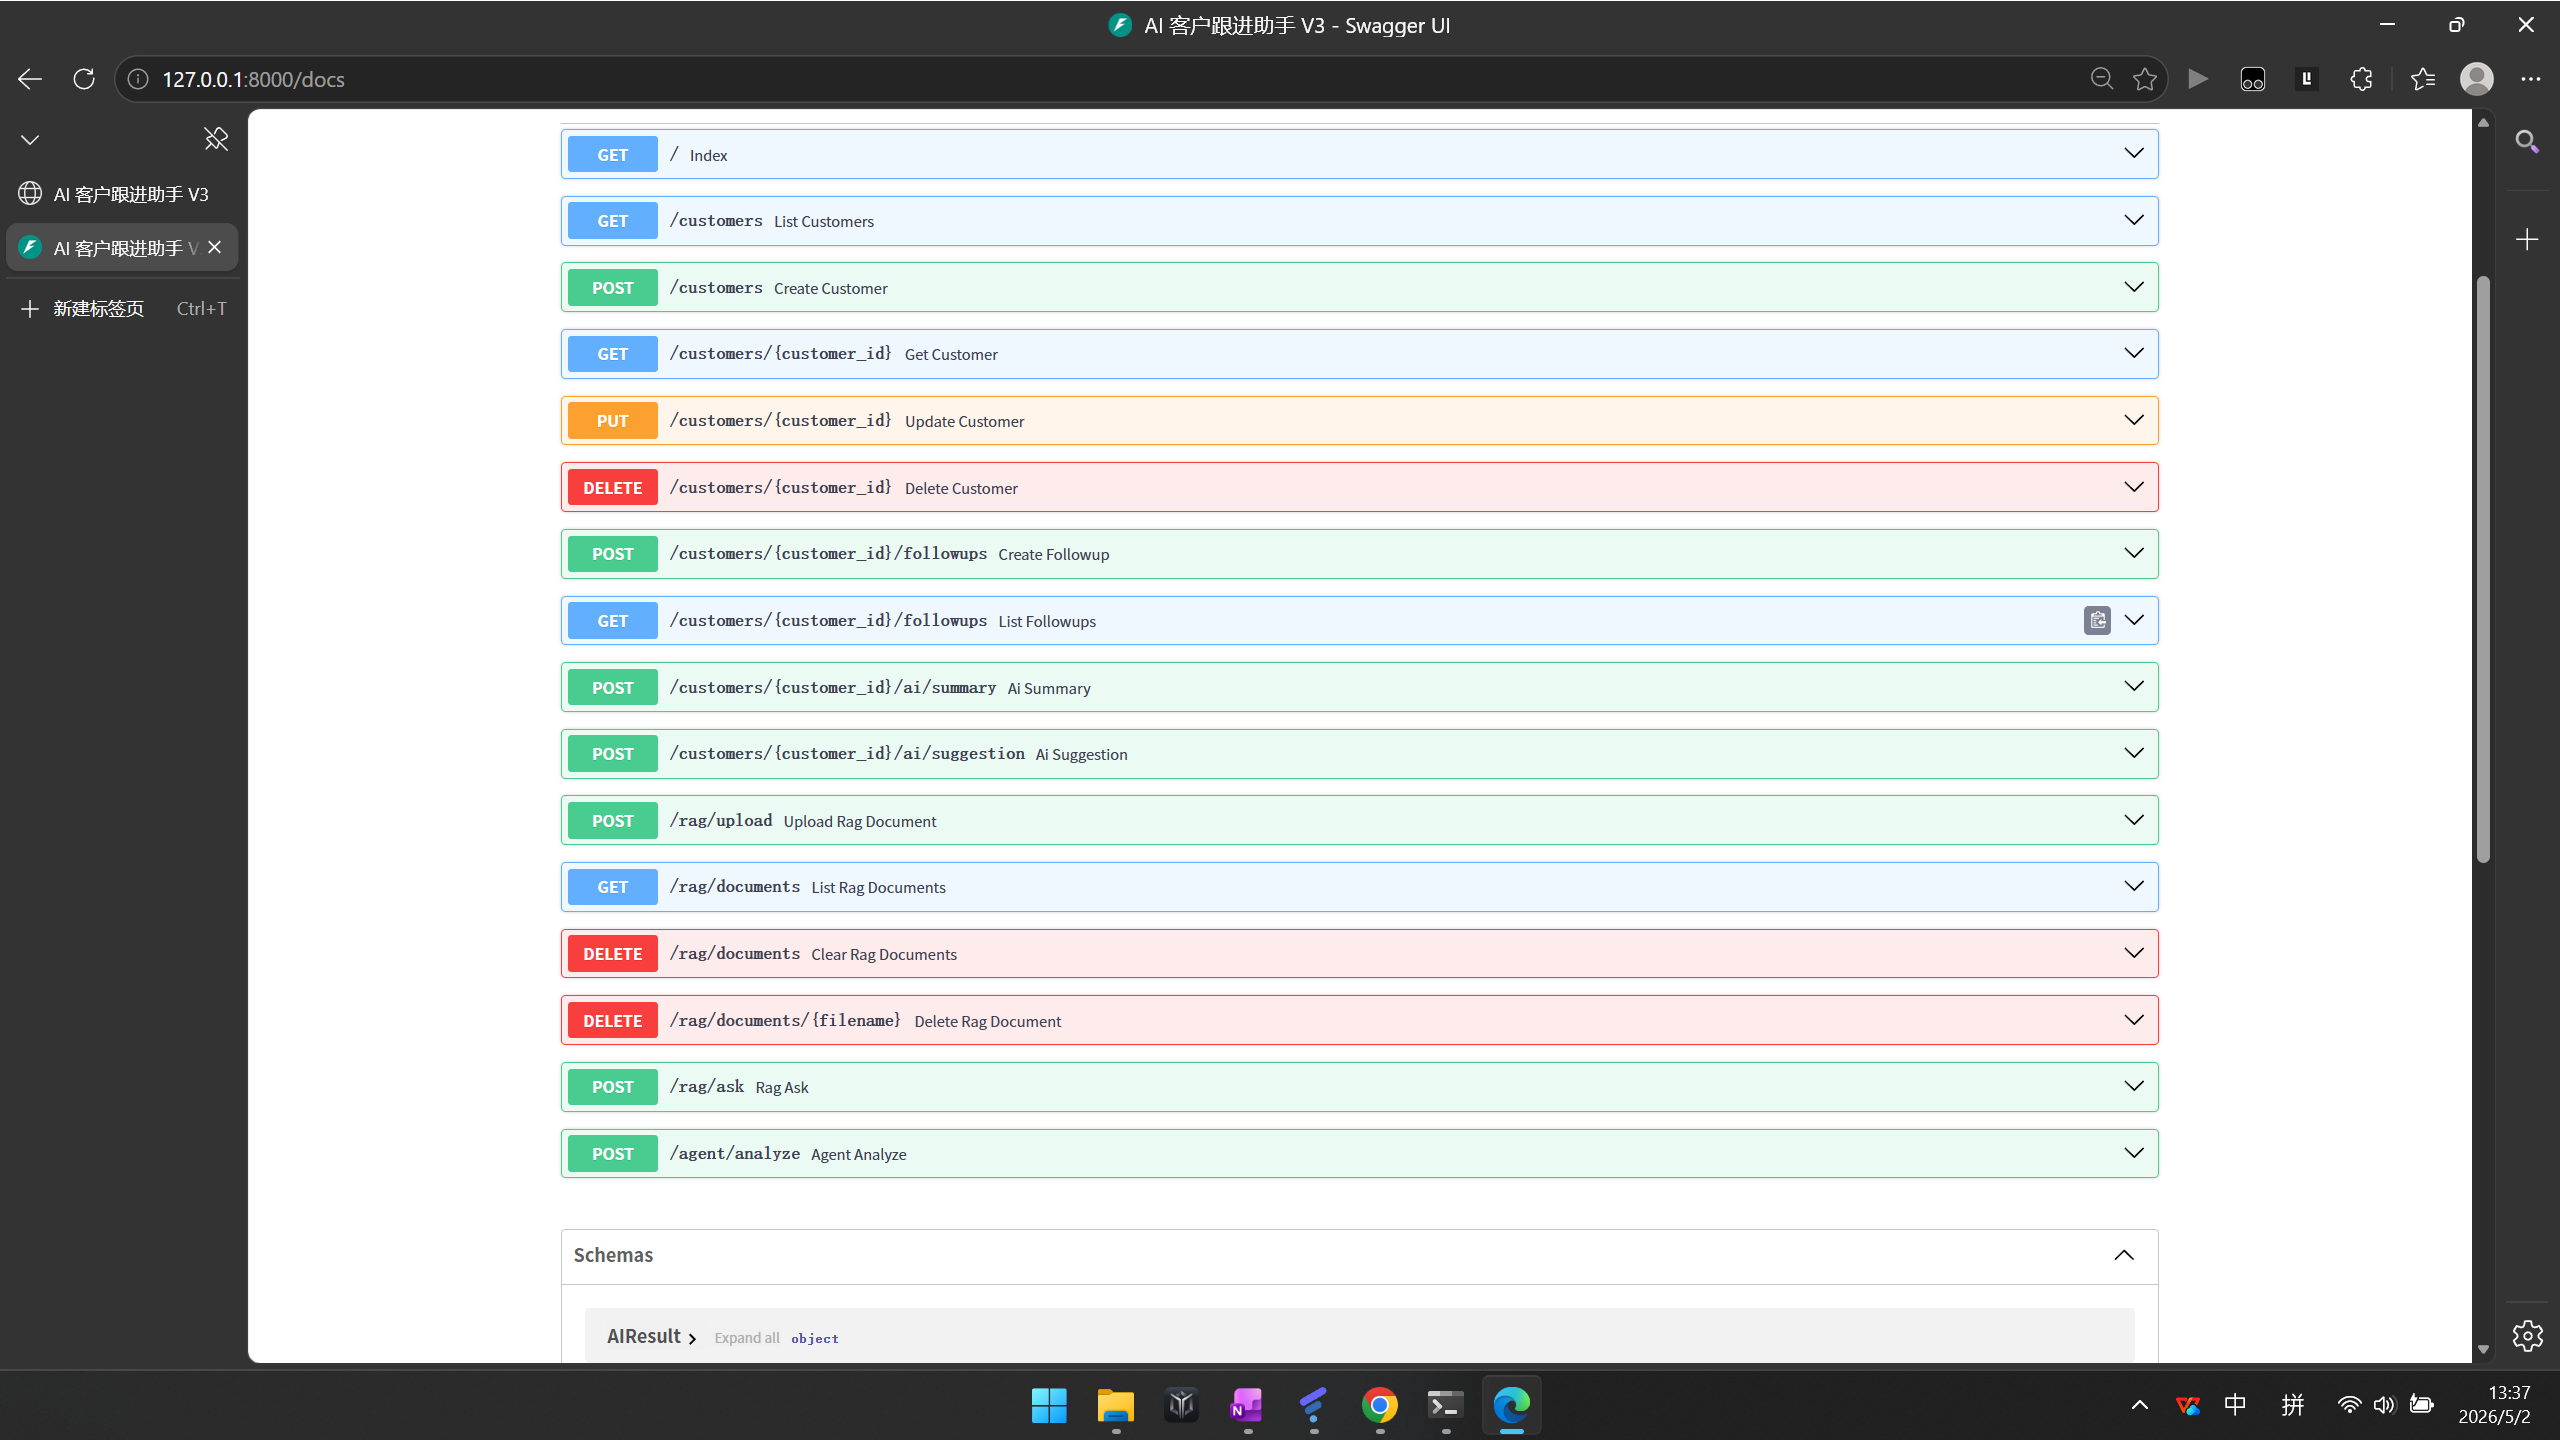 AI 客户跟进助手 V3 - Swagger UI
127.0.0.1:8000/docs
AI 客户跟进助手 V3
AI 客户跟进助手 V
新建标签页 Ctrl+T
GET / Index
GET /customers List Customers
POST /customers Create Customer
GET /customers/{customer_id} Get Customer
PUT /customers/{customer_id} Update Customer
DELETE /customers/{customer_id} Delete Customer
POST /customers/{customer_id}/followups Create Followup
GET /customers/{customer_id}/followups List Followups
POST /customers/{customer_id}/ai/summary Ai Summary
POST /customers/{customer_id}/ai/suggestion Ai Suggestion
POST /rag/upload Upload Rag Document
GET /rag/documents List Rag Documents
DELETE /rag/documents Clear Rag Documents
DELETE /rag/documents/{filename} Delete Rag Document
POST /rag/ask Rag Ask
POST /agent/analyze Agent Analyze
Schemas
AIResult Expand all object
中 拼 13:37
2026/5/2